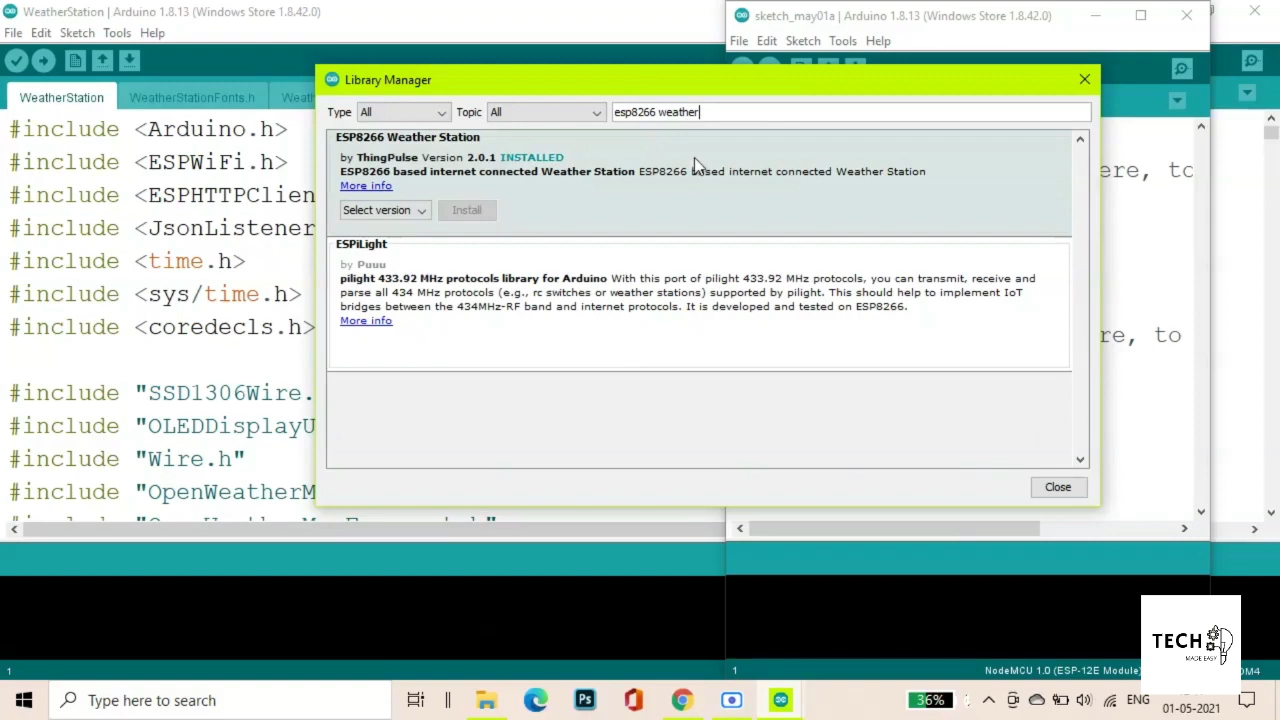 WeatherStation | Arduino 1.8.13 (Windows Store 1.8.42.0)
File Edit Sketch Tools Help
WeatherStation WeatherStationFonts.h
#include <Arduino.h>
#include <ESPWiFi.h>
#include <ESPHTTPClien
#include <JsonListener
#include <time.h>
#include <sys/time.h>
#include <coredecls.h>
#include "SSD1306Wire.
#include "OLEDDisplayU
#include "Wire.h"
#include "OpenWeatherM
1
sketch_may01a | Arduino 1.8.13 (Windows Store 1.8.42.0)
File Edit Sketch Tools Help
ere, to
re, to
1
NodeMCU 1.0 (ESP-12E Module)
OM4
Library Manager
Type All Topic All esp8266 weather
ESP8266 Weather Station
by ThingPulse Version 2.0.1 INSTALLED
ESP8266 based internet connected Weather Station ESP8266 based internet connected Weather Station
More info
Select version Install
ESPiLight
by Puuu
pilight 433.92 MHz protocols library for Arduino With this port of pilight 433.92 MHz protocols, you can transmit, receive and
parse all 434 MHz protocols (e.g., rc switches or weather stations) supported by pilight. This should help to implement IoT
bridges between the 434MHz-RF band and internet protocols. It is developed and tested on ESP8266.
More info
Close
TECH
MADE EASY
Type here to search
Ps
36%
ENG
01-05-2021